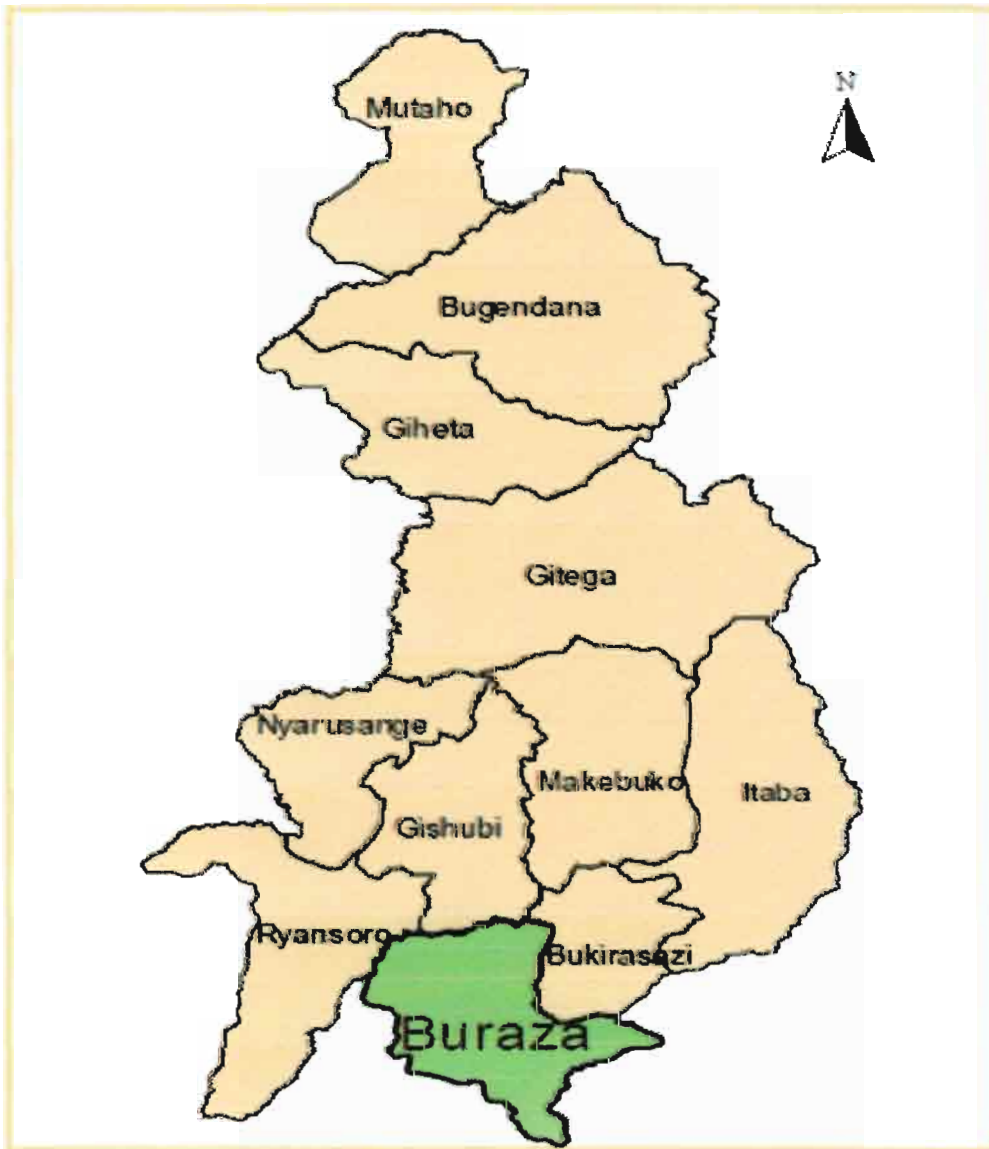 N
Mutaho
Bugendana
Giheta
Gitega
Nyarusange
Makebuko
Itaba
Gishubi
Ryansoro
Bukirasazi
Buraza